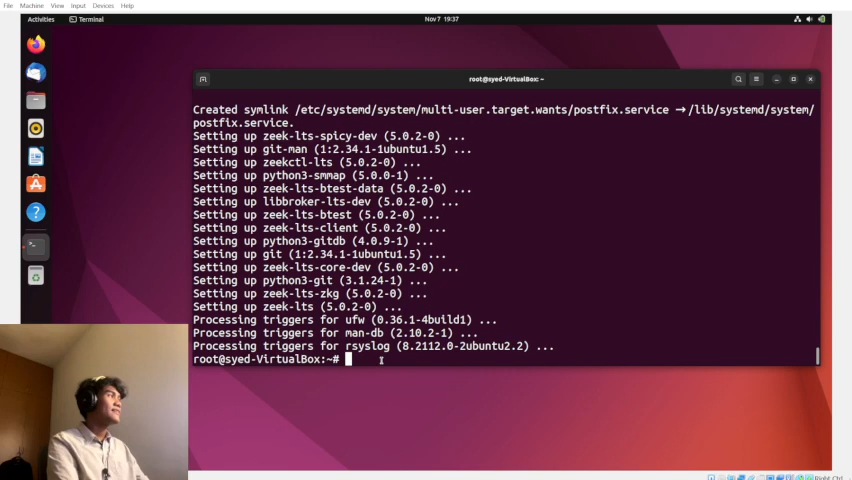 File Machine View Input Devices Help
Activities Terminal Nov 7 19:37
root@syed-VirtualBox: ~
Created symlink /etc/systemd/system/multi-user.target.wants/postfix.service → /lib/systemd/system/
postfix.service.
Setting up zeek-lts-spicy-dev (5.0.2-0) ...
Setting up git-man (1:2.34.1-1ubuntu1.5) ...
Setting up zeekctl-lts (5.0.2-0) ...
Setting up python3-smmap (5.0.0-1) ...
Setting up zeek-lts-btest-data (5.0.2-0) ...
Setting up libbroker-lts-dev (5.0.2-0) ...
Setting up zeek-lts-btest (5.0.2-0) ...
Setting up zeek-lts-client (5.0.2-0) ...
Setting up python3-gitdb (4.0.9-1) ...
Setting up git (1:2.34.1-1ubuntu1.5) ...
Setting up zeek-lts-core-dev (5.0.2-0) ...
Setting up python3-git (3.1.24-1) ...
Setting up zeek-lts-zkg (5.0.2-0) ...
Setting up zeek-lts (5.0.2-0) ...
Processing triggers for ufw (0.36.1-4build1) ...
Processing triggers for man-db (2.10.2-1) ...
Processing triggers for rsyslog (8.2112.0-2ubuntu2.2) ...
root@syed-VirtualBox:~#
Right Ctrl